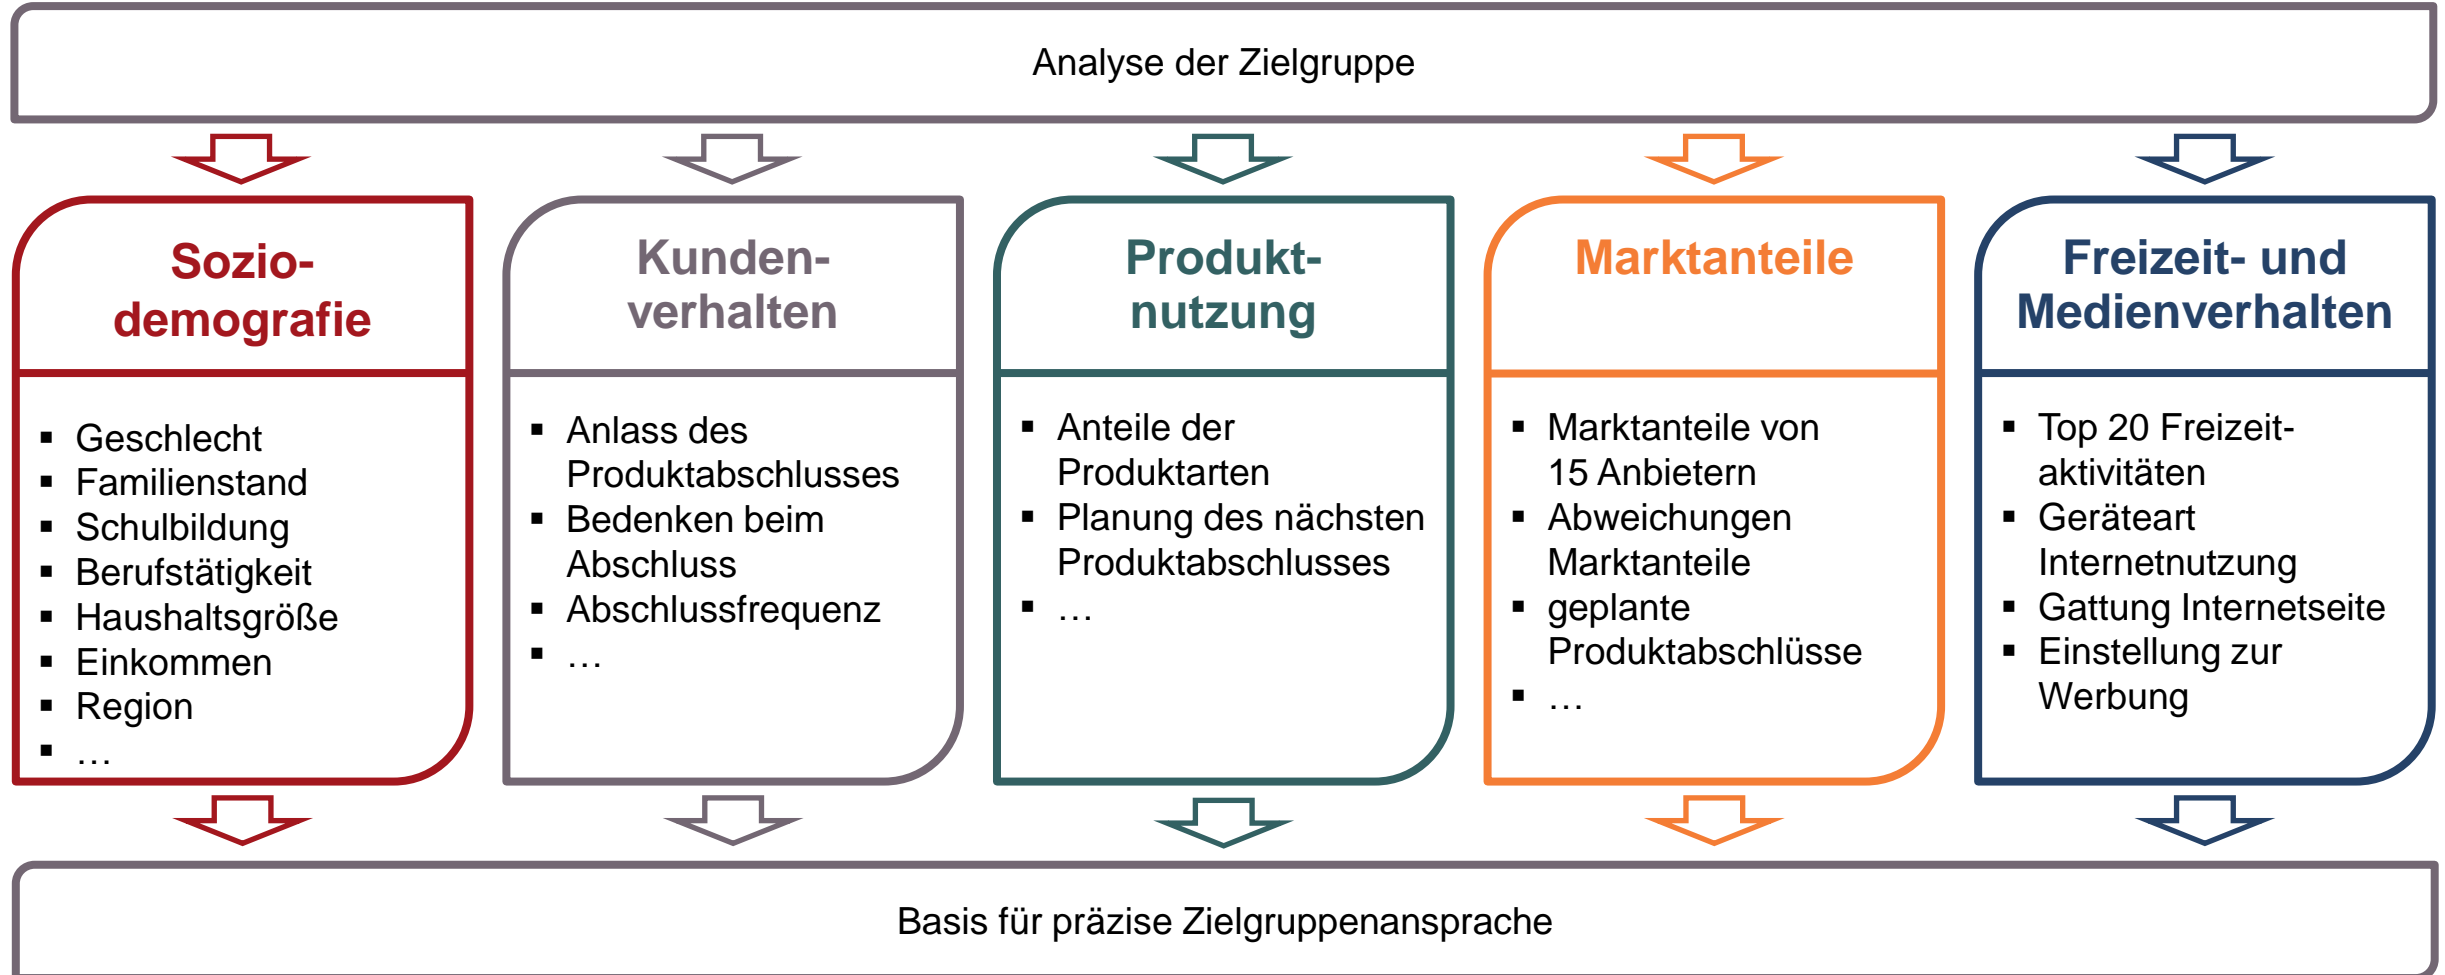 Analyse der Zielgruppe
Sozio-
demografie
▪ Geschlecht
▪ Familienstand
▪ Schulbildung
▪ Berufstätigkeit
▪ Haushaltsgröße
▪ Einkommen
▪ Region
▪ …
Kunden-
verhalten
▪ Anlass des
Produktabschlusses
▪ Bedenken beim
Abschluss
▪ Abschlussfrequenz
▪ …
Produkt-
nutzung
▪ Anteile der
Produktarten
▪ Planung des nächsten
Produktabschlusses
▪ …
Marktanteile
▪ Marktanteile von
15 Anbietern
▪ Abweichungen
Marktanteile
▪ geplante
Produktabschlüsse
▪ …
Freizeit- und
Medienverhalten
▪ Top 20 Freizeit-
aktivitäten
▪ Geräteart
Internetnutzung
▪ Gattung Internetseite
▪ Einstellung zur
Werbung
Basis für präzise Zielgruppenansprache